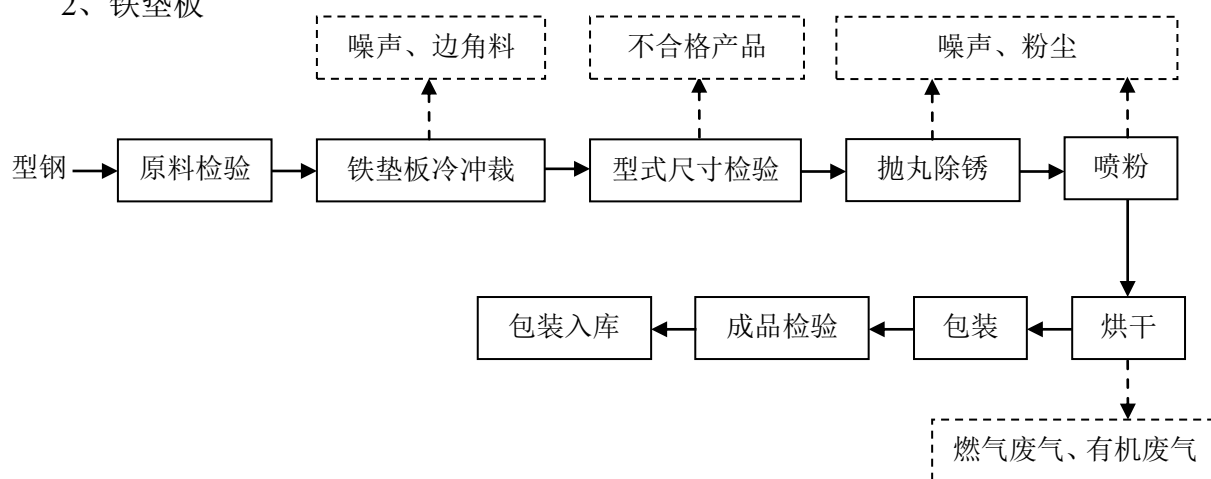 2、铁垫板
噪声、边角料
不合格产品
噪声、粉尘
型钢
原料检验
铁垫板冷冲裁
型式尺寸检验
抛丸除锈
喷粉
包装入库
成品检验
包装
烘干
燃气废气、有机废气